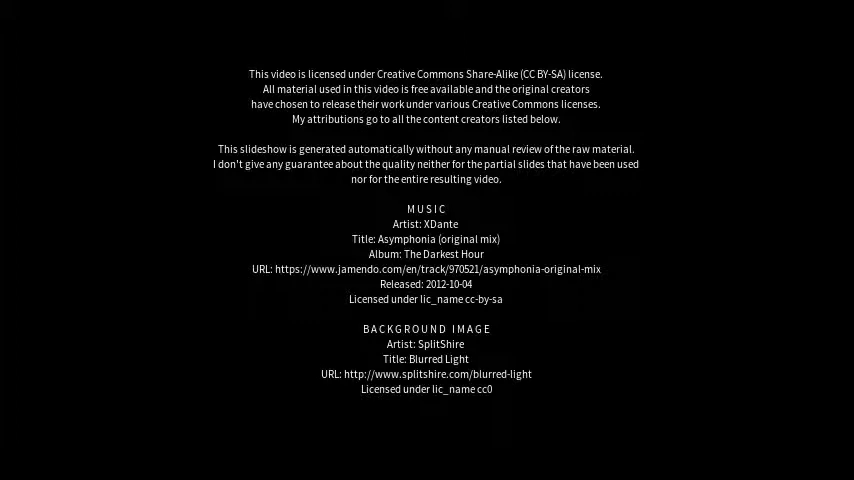 This video is licensed under Creative Commons Share-Alike (CC BY-SA) license.
All material used in this video is free available and the original creators
have chosen to release their work under various Creative Commons licenses.
My attributions go to all the content creators listed below.
This slideshow is generated automatically without any manual review of the raw material.
I don't give any guarantee about the quality neither for the partial slides that have been used
nor for the entire resulting video.
MUSIC
Artist: XDante
Title: Asymphonia (original mix)
Album: The Darkest Hour
URL: https://www.jamendo.com/en/track/970521/asymphonia-original-mix
Released: 2012-10-04
Licensed under lic_name cc-by-sa
BACKGROUND IMAGE
Artist: SplitShire
Title: Blurred Light
URL: http://www.splitshire.com/blurred-light
Licensed under lic_name cc0